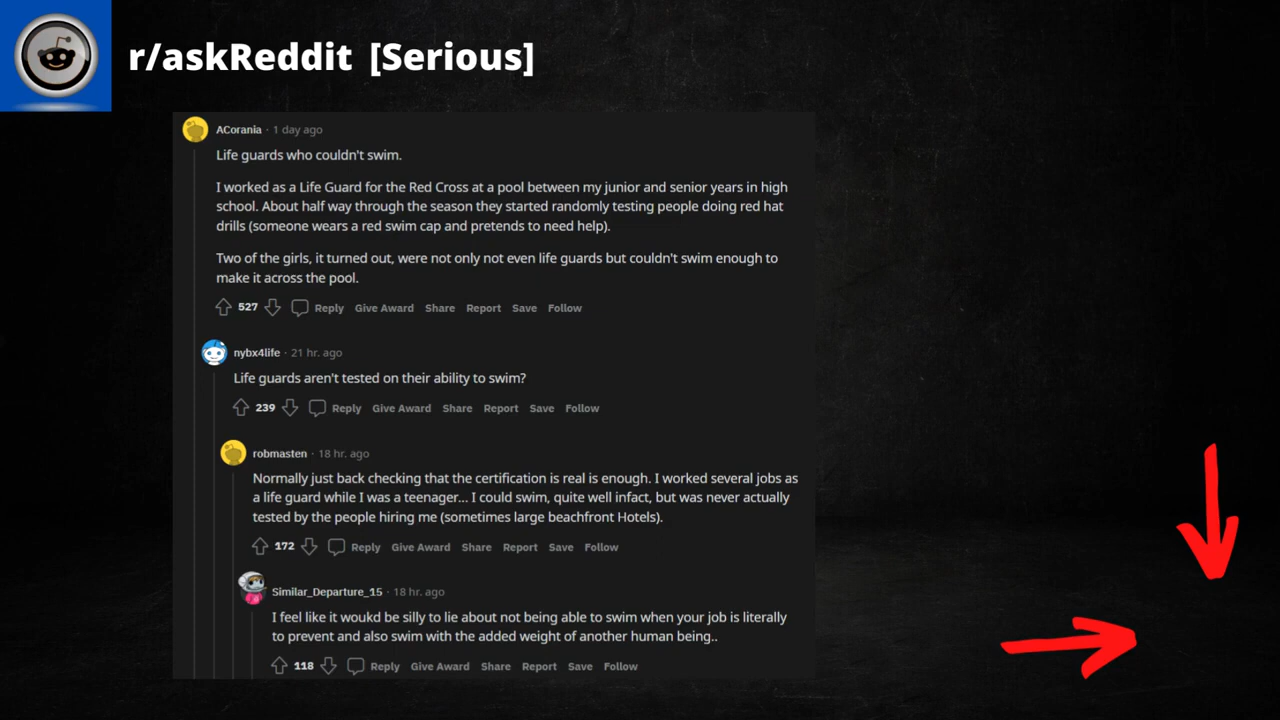 r/askReddit [Serious]
ACorania · 1 day ago
Life guards who couldn't swim.
I worked as a Life Guard for the Red Cross at a pool between my junior and senior years in high
school. About half way through the season they started randomly testing people doing red hat
drills (someone wears a red swim cap and pretends to need help).
Two of the girls, it turned out, were not only not even life guards but couldn't swim enough to
make it across the pool.
527 Reply Give Award Share Report Save Follow
nybx4life · 21 hr. ago
Life guards aren't tested on their ability to swim?
239 Reply Give Award Share Report Save Follow
robmasten · 18 hr. ago
Normally just back checking that the certification is real is enough. I worked several jobs as
a life guard while I was a teenager... I could swim, quite well infact, but was never actually
tested by the people hiring me (sometimes large beachfront Hotels).
172 Reply Give Award Share Report Save Follow
Similar_Departure_15 · 18 hr. ago
I feel like it woukd be silly to lie about not being able to swim when your job is literally
to prevent and also swim with the added weight of another human being..
118 Reply Give Award Share Report Save Follow